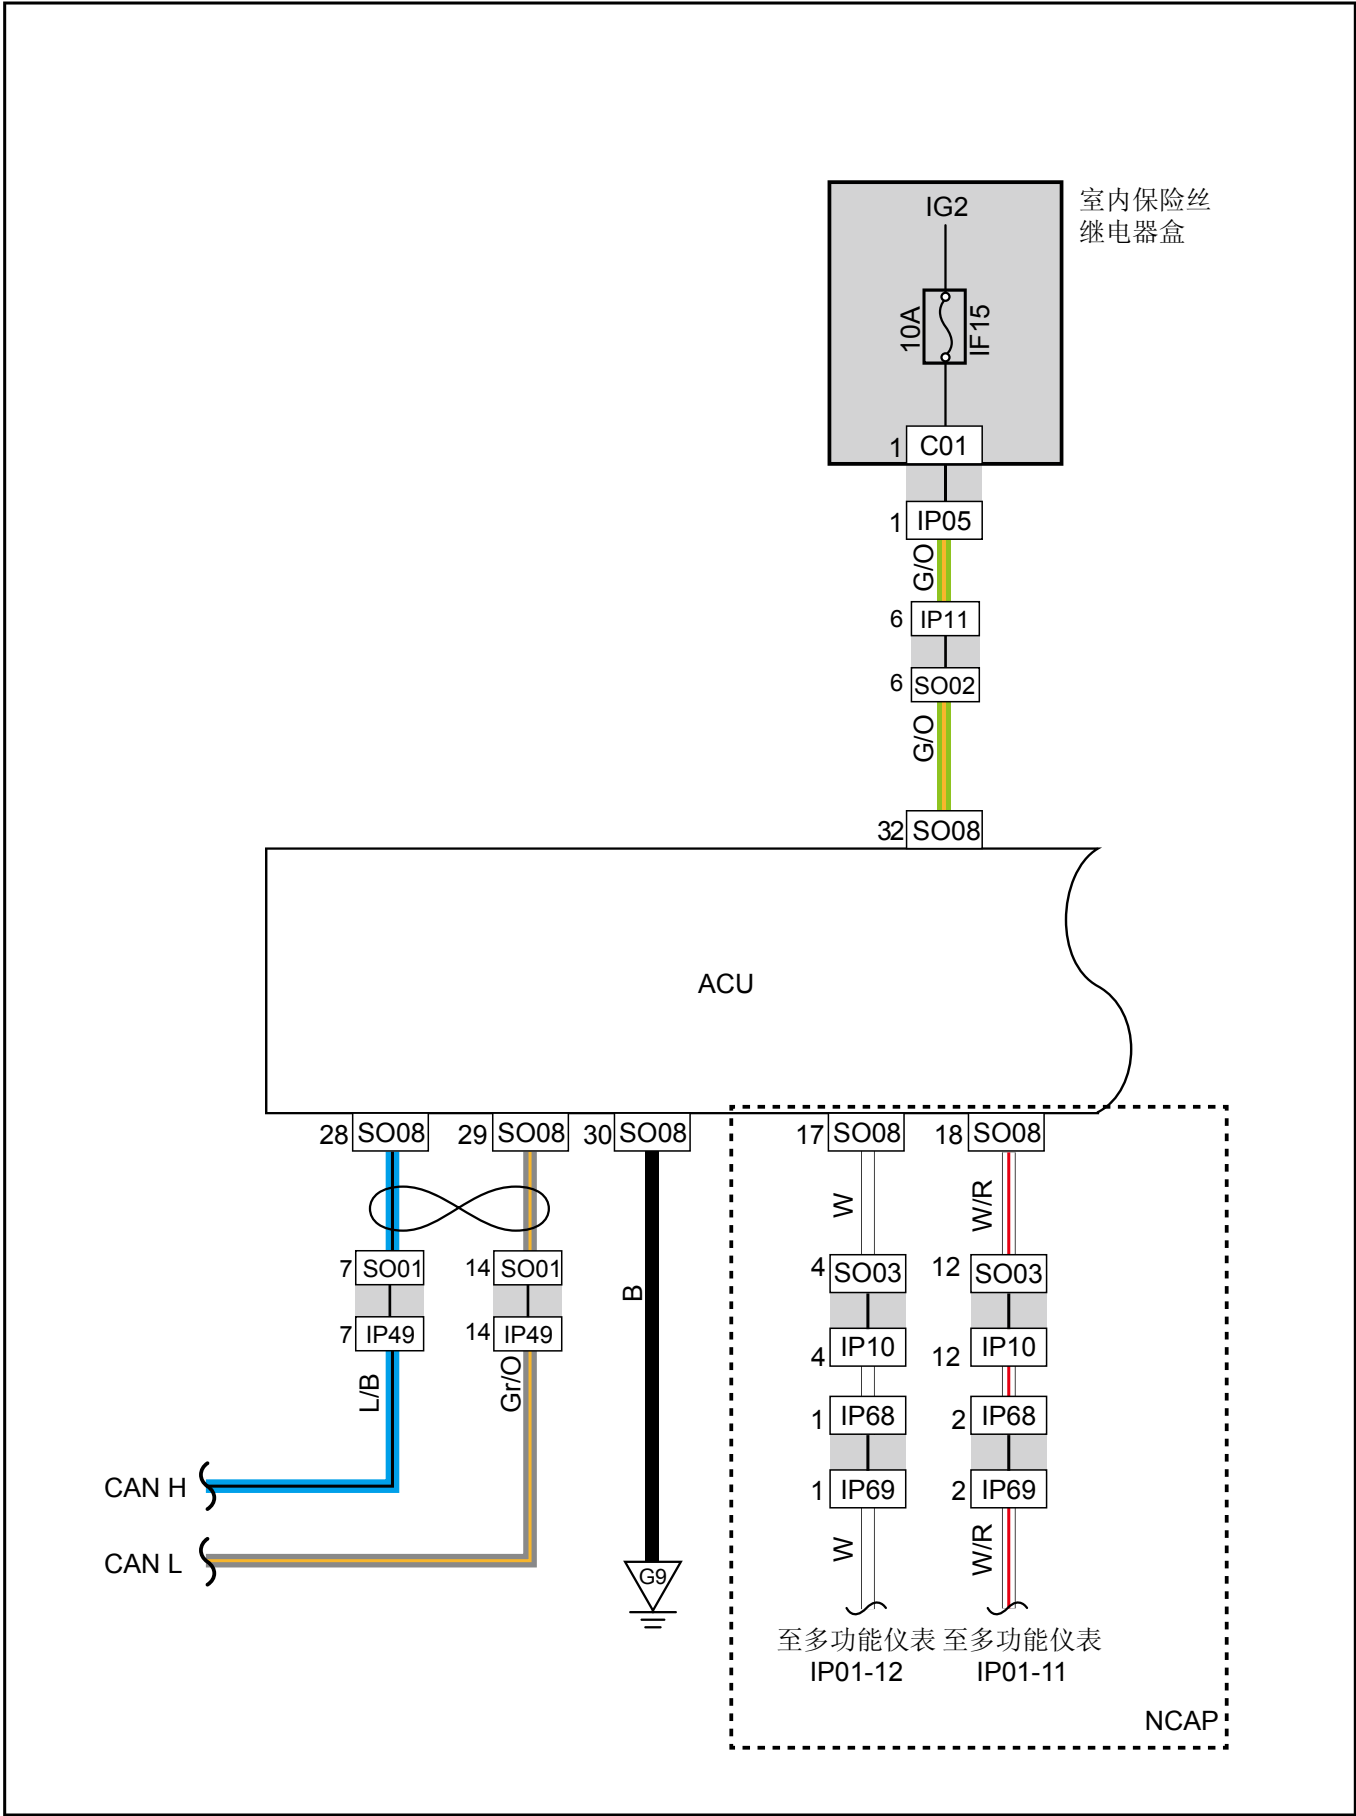 IG2
室内保险丝
继电器盒
10A
IF15
1 C01
1 IP05
G/O
6 IP11
6 SO02
G/O
32 SO08
ACU
28 SO08 29 SO08 30 SO08 17 SO08 18 SO08
W W/R
7 SO01 14 SO01 4 SO03 12 SO03
B
7 IP49 14 IP49 4 IP10 12 IP10
L/B Gr/O
1 IP68 2 IP68
CAN H
1 IP69 2 IP69
W W/R
CAN L
G9
至多功能仪表 至多功能仪表
IP01-12 IP01-11
NCAP